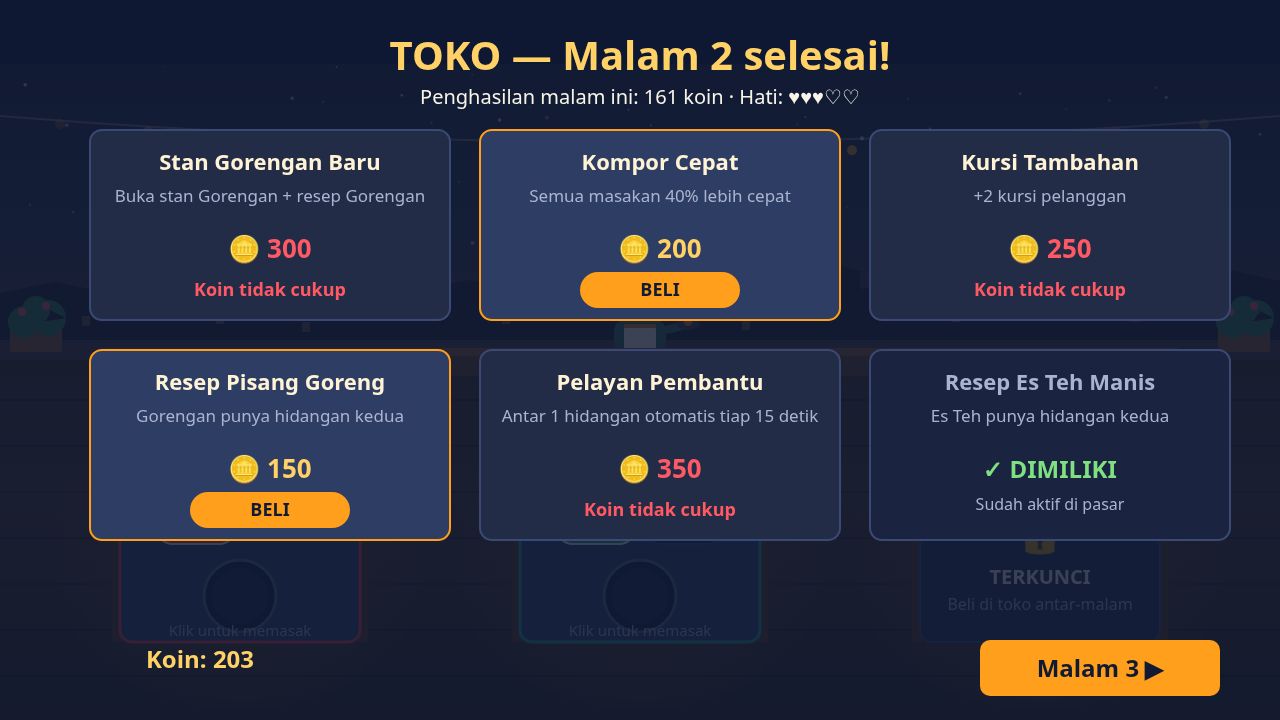 TOKO — Malam 2 selesai!
Penghasilan malam ini: 161 koin · Hati: ♥♥♥♡♡
Stan Gorengan Baru
Buka stan Gorengan + resep Gorengan
300
Koin tidak cukup
Kompor Cepat
Semua masakan 40% lebih cepat
200
BELI
Kursi Tambahan
+2 kursi pelanggan
250
Koin tidak cukup
Resep Pisang Goreng
Gorengan punya hidangan kedua
150
BELI
Pelayan Pembantu
Antar 1 hidangan otomatis tiap 15 detik
350
Koin tidak cukup
Resep Es Teh Manis
Es Teh punya hidangan kedua
✓ DIMILIKI
Sudah aktif di pasar
Klik untuk memasak
Klik untuk memasak
TERKUNCI
Beli di toko antar-malam
Koin: 203
Malam 3 ▶